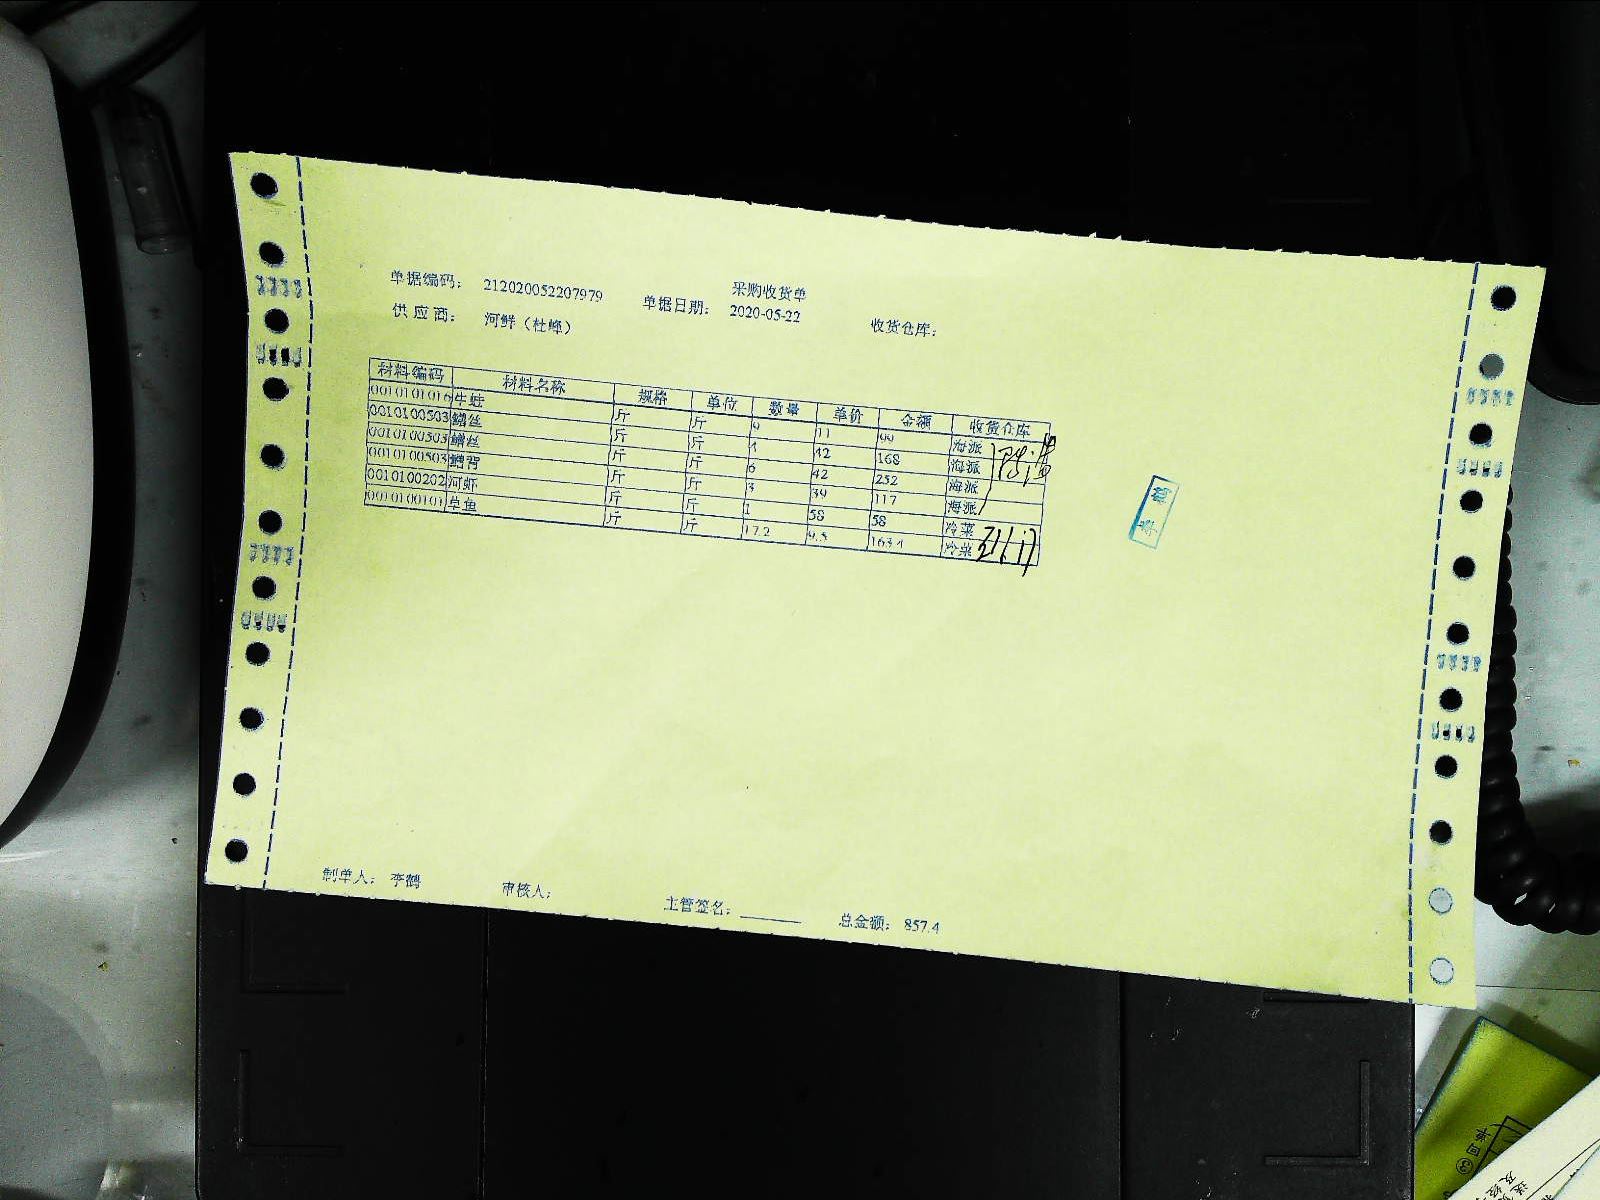 采购收货单
单据编码： 212020052207979 单据日期： 2020-05-22 收货仓库：
供 应 商： 河鲜（杜峰）
材料编码 材料名称 规格 单位 数量 单价 金额 收货仓库
0010101016 牛蛙 斤 斤 9 11 99 海派
0010100503 鳝丝 斤 斤 4 42 168 海派
0010100503 鳝丝 斤 斤 6 42 252 海派
0010100503 鳝背 斤 斤 3 39 117 海派
0010100202 河虾 斤 斤 1 58 58 冷菜
0010100101 草鱼 斤 斤 17.2 9.5 163.4 冷菜
制单人： 李鹤 审核人： 主管签名： 总金额： 857.4